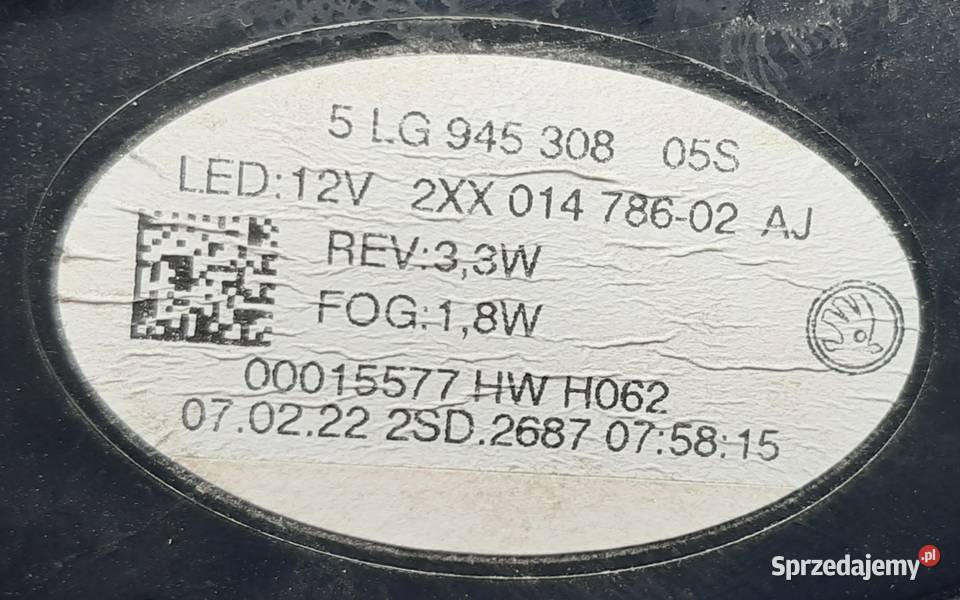 5 LG 945 308 05S
LED:12V 2XX 014 786-02 AJ
REV:3,3W
FOG:1,8W
00015577 HW H062
07.02.22 2SD.2687 07:58:15
Sprzedajemy.pl